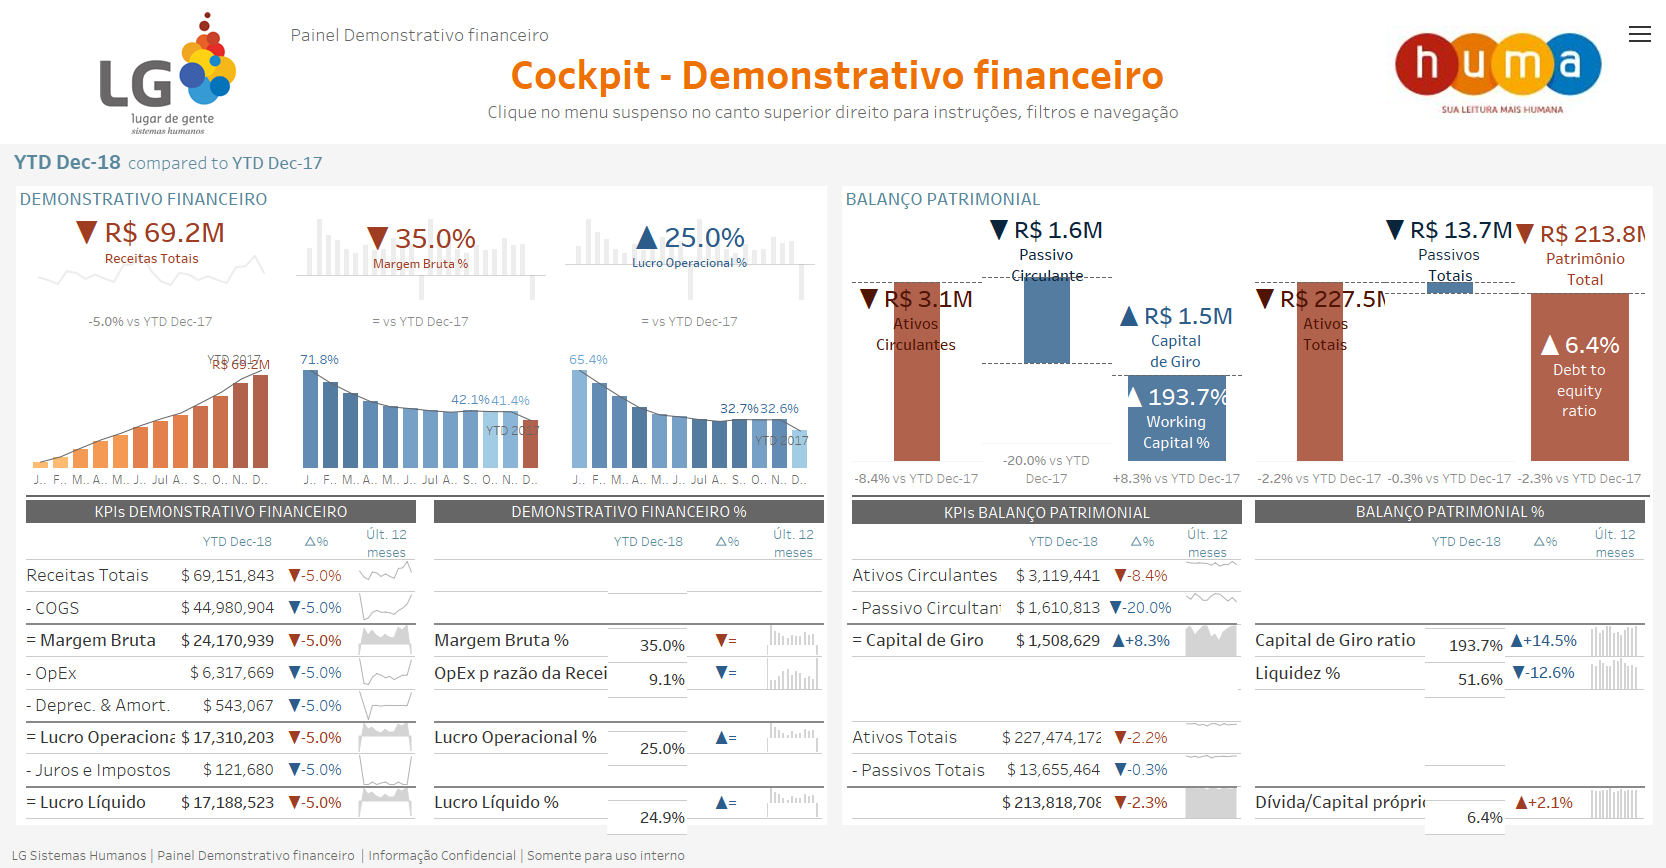 LG
lugar de gente
sistemas humanos
Painel Demonstrativo financeiro
Cockpit - Demonstrativo financeiro
Clique no menu suspenso no canto superior direito para instruções, filtros e navegação
huma
SUA LEITURA MAIS HUMANA
YTD Dec-18 compared to YTD Dec-17
DEMONSTRATIVO FINANCEIRO
▼ R$ 69.2M
Receitas Totais
-5.0% vs YTD Dec-17
▼ 35.0%
Margem Bruta %
= vs YTD Dec-17
▲ 25.0%
Lucro Operacional %
= vs YTD Dec-17
YTD 2017
R$ 69.2M
J.. F.. M.. A.. M.. J.. Jul A.. S.. O.. N.. D..
71.8%
42.1% 41.4%
YTD 2017
J.. F.. M.. A.. M.. J.. Jul A.. S.. O.. N.. D..
65.4%
32.7% 32.6%
YTD 2017
J.. F.. M.. A.. M.. J.. Jul A.. S.. O.. N.. D..
BALANÇO PATRIMONIAL
▼ R$ 3.1M
Ativos
Circulantes
-8.4% vs YTD Dec-17
▼ R$ 1.6M
Passivo
Circulante
-20.0% vs YTD
Dec-17
▲ R$ 1.5M
Capital
de Giro
▲ 193.7%
Working
Capital %
+8.3% vs YTD Dec-17
▼ R$ 227.5M
Ativos
Totais
-2.2% vs YTD Dec-17
▼ R$ 13.7M
Passivos
Totais
-0.3% vs YTD Dec-17
▼ R$ 213.8M
Patrimônio
Total
▲ 6.4%
Debt to
equity
ratio
-2.3% vs YTD Dec-17
KPIs DEMONSTRATIVO FINANCEIRO
YTD Dec-18 △% Últ. 12
meses
Receitas Totais $ 69,151,843 ▼-5.0%
- COGS $ 44,980,904 ▼-5.0%
= Margem Bruta $ 24,170,939 ▼-5.0%
- OpEx $ 6,317,669 ▼-5.0%
- Deprec. & Amort. $ 543,067 ▼-5.0%
= Lucro Operaciona $ 17,310,203 ▼-5.0%
- Juros e Impostos $ 121,680 ▼-5.0%
= Lucro Líquido $ 17,188,523 ▼-5.0%
DEMONSTRATIVO FINANCEIRO %
YTD Dec-18 △% Últ. 12
meses
Margem Bruta % 35.0% ▼=
OpEx p razão da Recei 9.1% ▼=
Lucro Operacional % 25.0% ▲=
Lucro Líquido % 24.9% ▲=
KPIs BALANÇO PATRIMONIAL
YTD Dec-18 △% Últ. 12
meses
Ativos Circulantes $ 3,119,441 ▼-8.4%
- Passivo Circultant $ 1,610,813 ▼-20.0%
= Capital de Giro $ 1,508,629 ▲+8.3%
Ativos Totais $ 227,474,172 ▼-2.2%
- Passivos Totais $ 13,655,464 ▼-0.3%
$ 213,818,708 ▼-2.3%
BALANÇO PATRIMONIAL %
YTD Dec-18 △% Últ. 12
meses
Capital de Giro ratio 193.7% ▲+14.5%
Liquidez % 51.6% ▼-12.6%
Dívida/Capital próprio 6.4% ▲+2.1%
LG Sistemas Humanos | Painel Demonstrativo financeiro | Informação Confidencial | Somente para uso interno